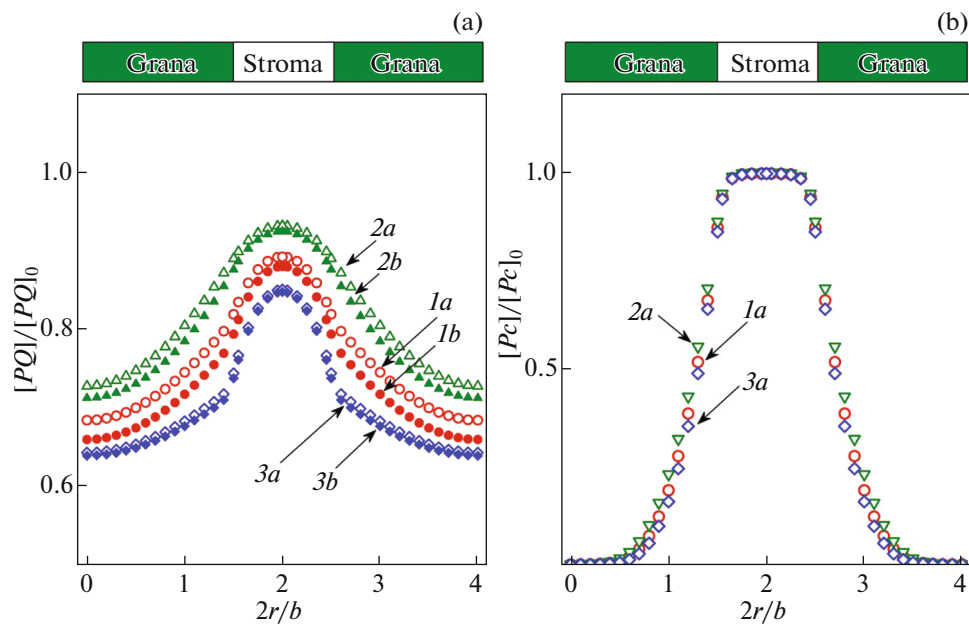 (a)
Grana Stroma Grana
[PQ]/[PQ]0
1.0
0.8
0.6
2a
2b
1a
1b
3a
3b
0 1 2 3 4
2r/b
(b)
Grana Stroma Grana
[Pc]/[Pc]0
1.0
0.5
2a
1a
3a
0 1 2 3 4
2r/b